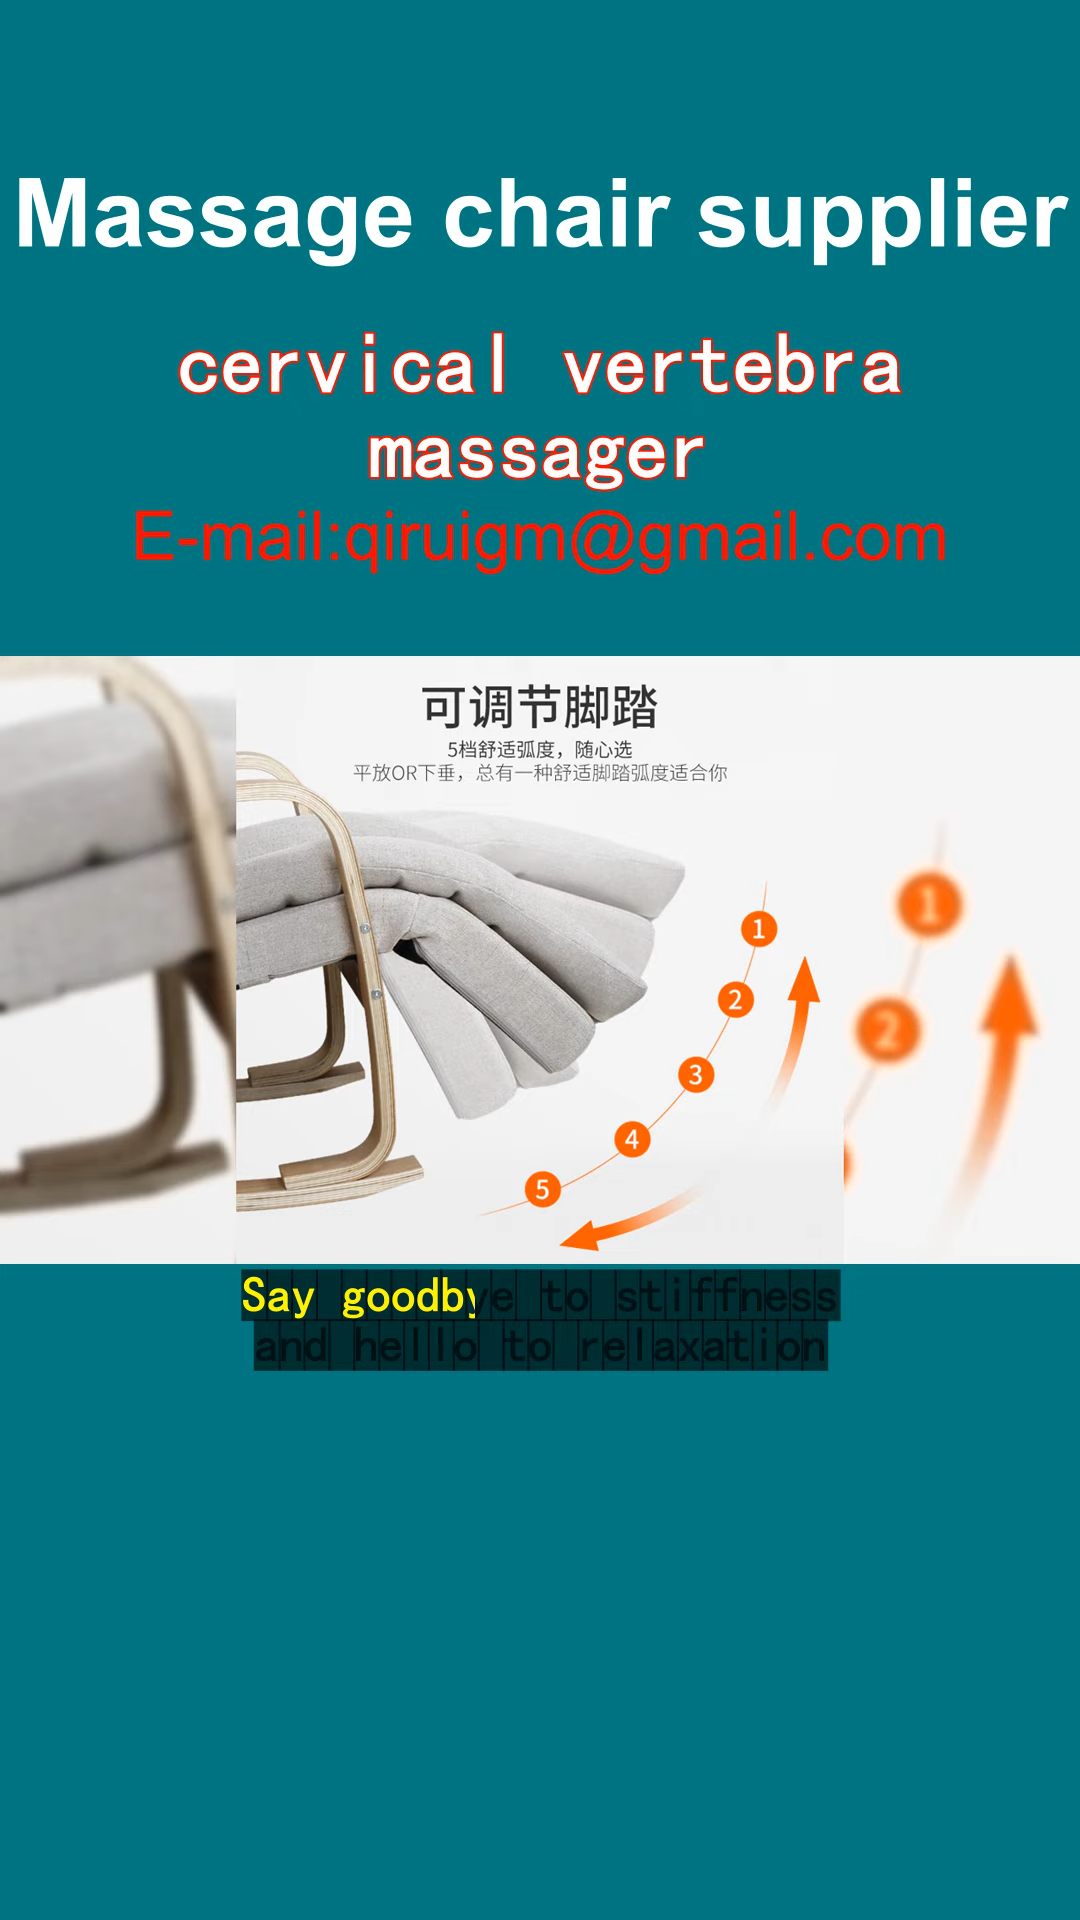 Massage chair supplier
cervical vertebra
massager
E-mail:qiruigm@gmail.com
可调节脚踏
5档舒适弧度，随心选
平放OR下垂，总有一种舒适脚踏弧度适合你
1
2
3
4
5
1
2
Say goodbye to stiffness
and hello to relaxation